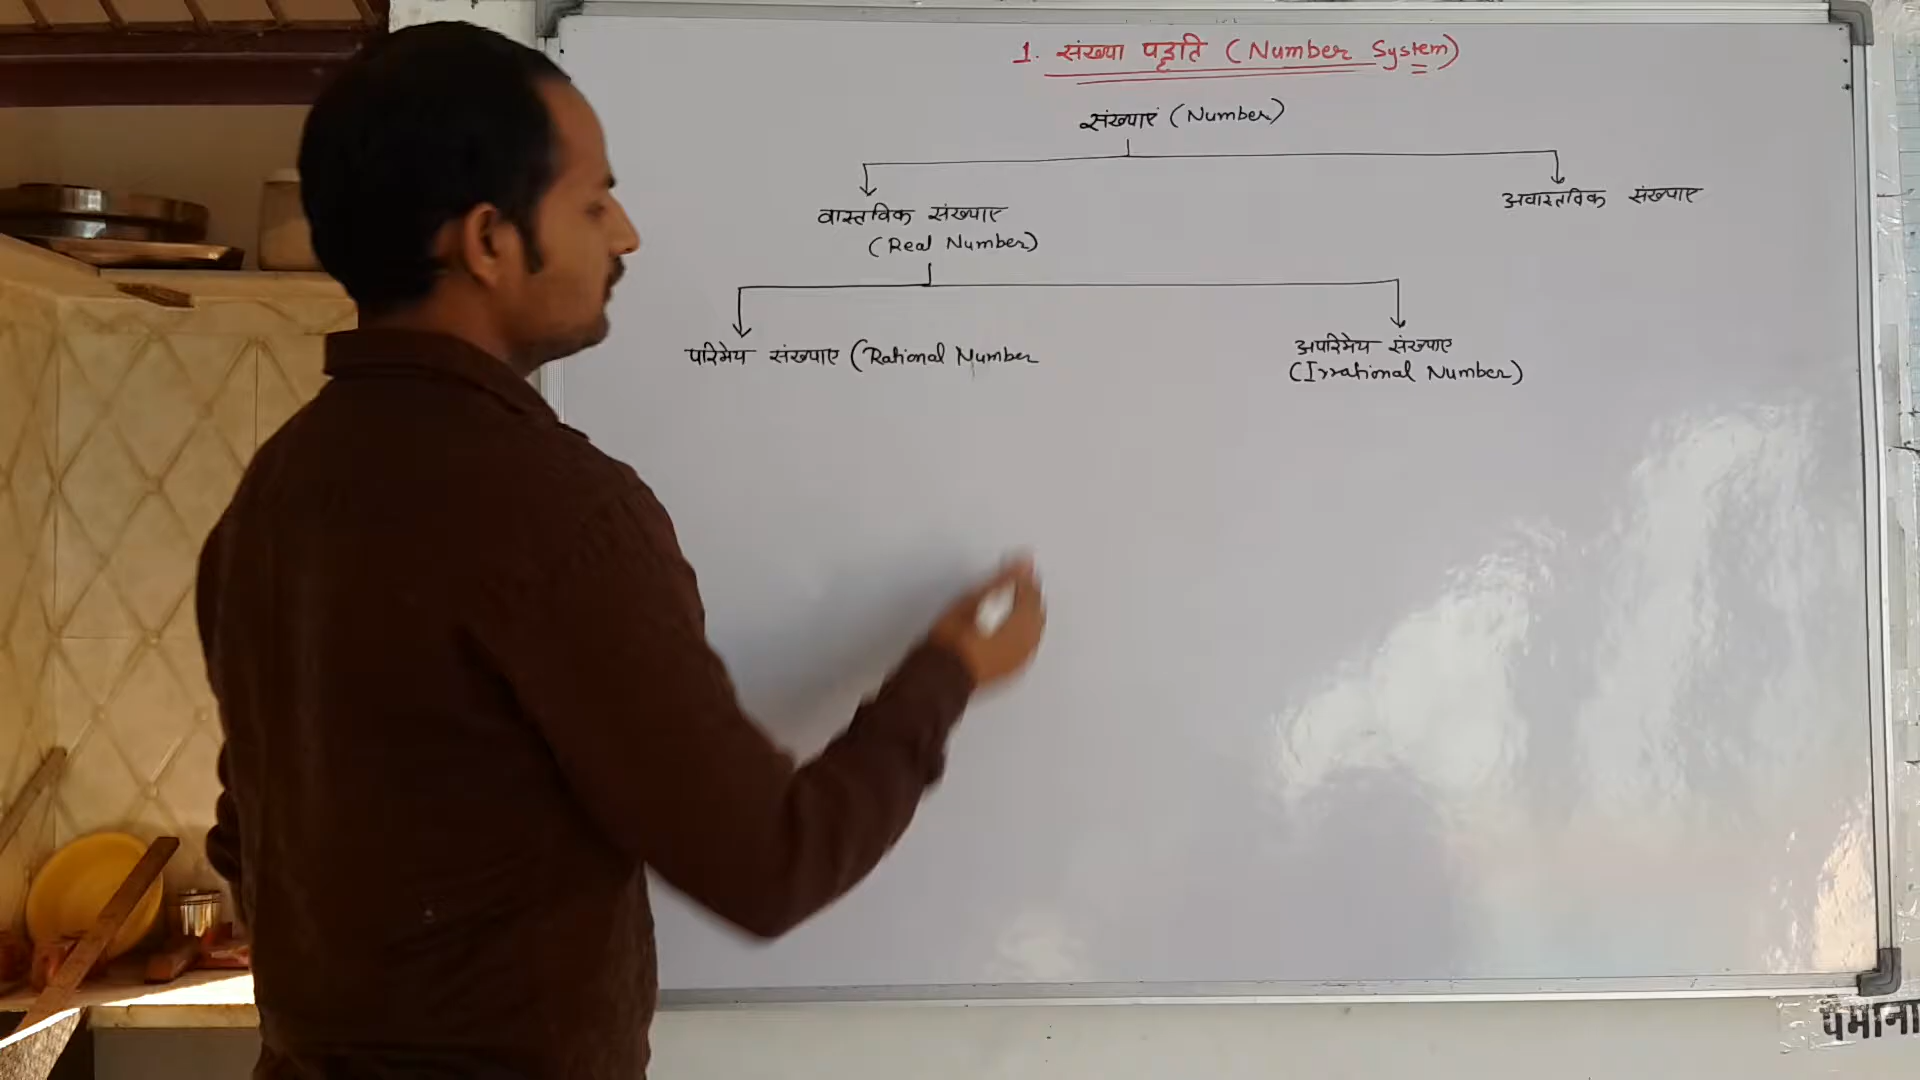 1. संख्या पद्धति (Number System)
संख्याएं (Number)
वास्तविक संख्याए
(Real Number)
अवास्तविक संख्याए
परिमेय संख्याए (Rational Number
अपरिमेय संख्याए
(Irrational Number)
पैमाना